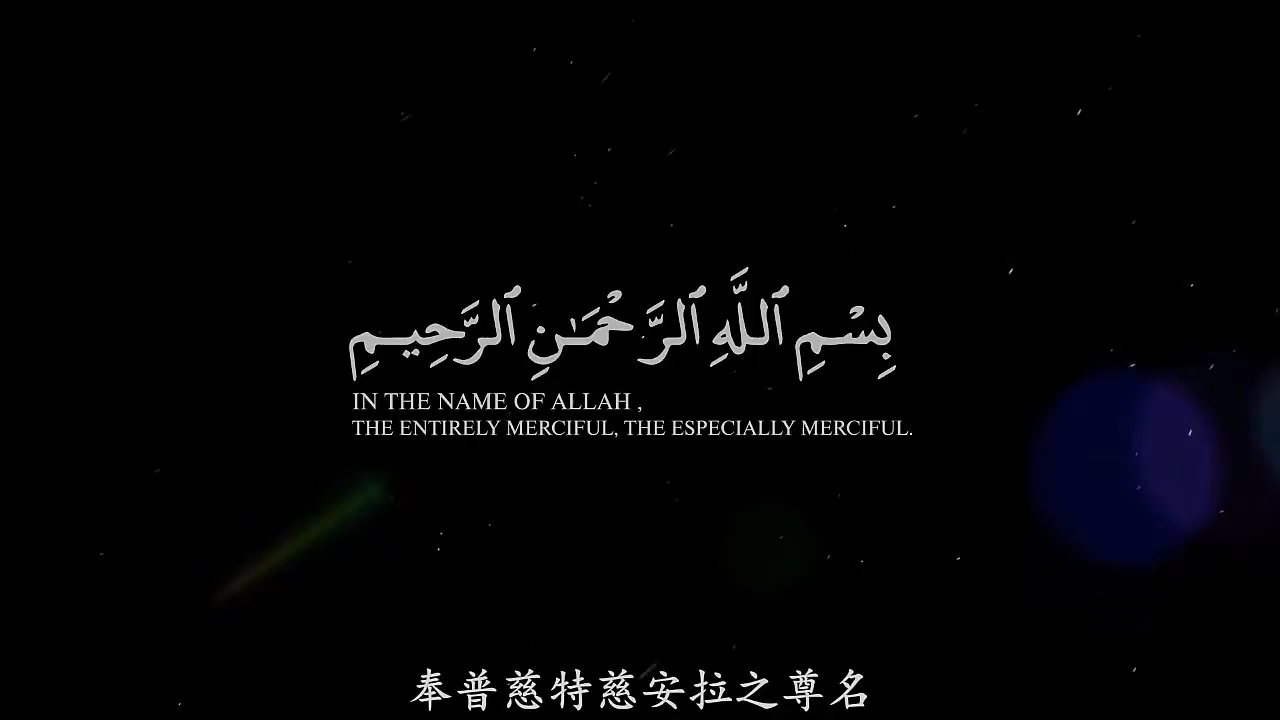 بِسْمِ ٱللَّهِ ٱلرَّحْمَـٰنِ ٱلرَّحِيمِ
IN THE NAME OF ALLAH ,
THE ENTIRELY MERCIFUL, THE ESPECIALLY MERCIFUL.
奉普慈特慈安拉之尊名